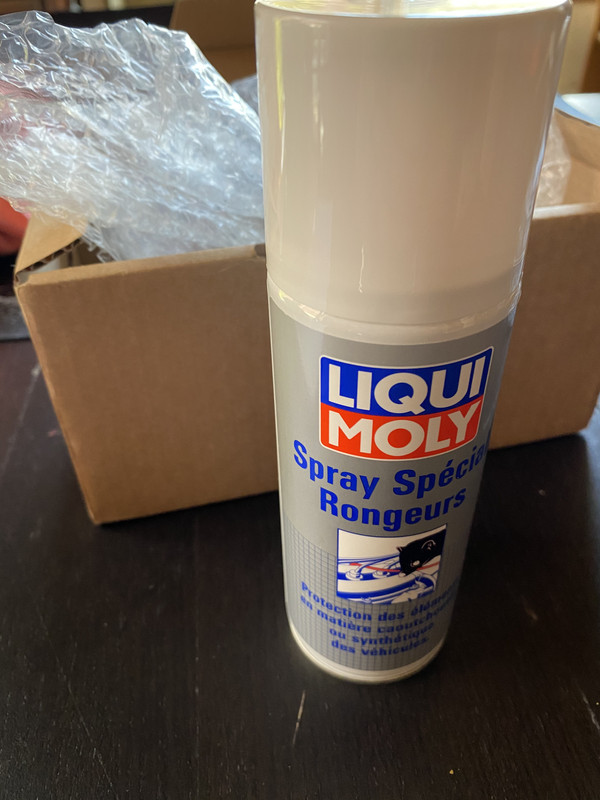 LIQUI
MOLY
Spray Spécial
Rongeurs
Protection des éléments
en matière caoutchouc
ou synthétique
des véhicules